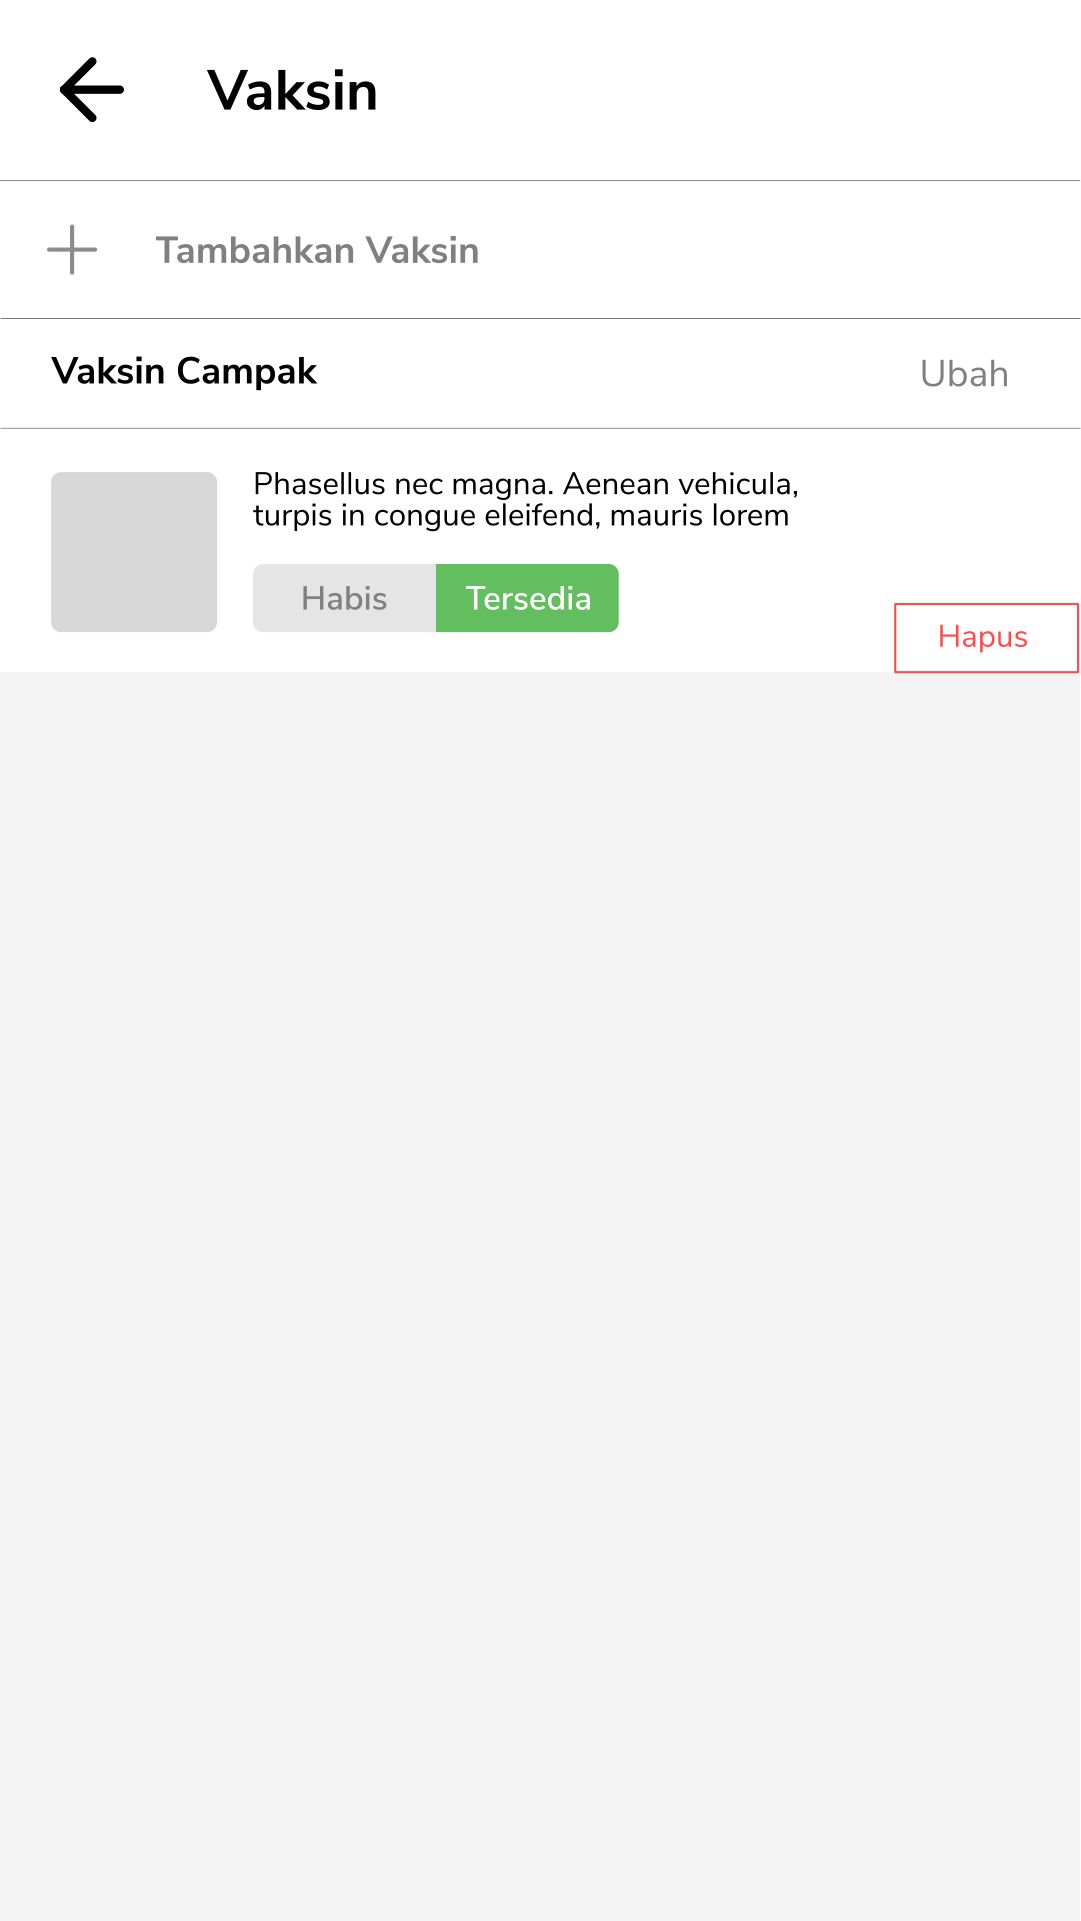 Vaksin
Tambahkan Vaksin
Vaksin Campak
Ubah
Phasellus nec magna. Aenean vehicula,
turpis in congue eleifend, mauris lorem
Habis
Tersedia
Hapus